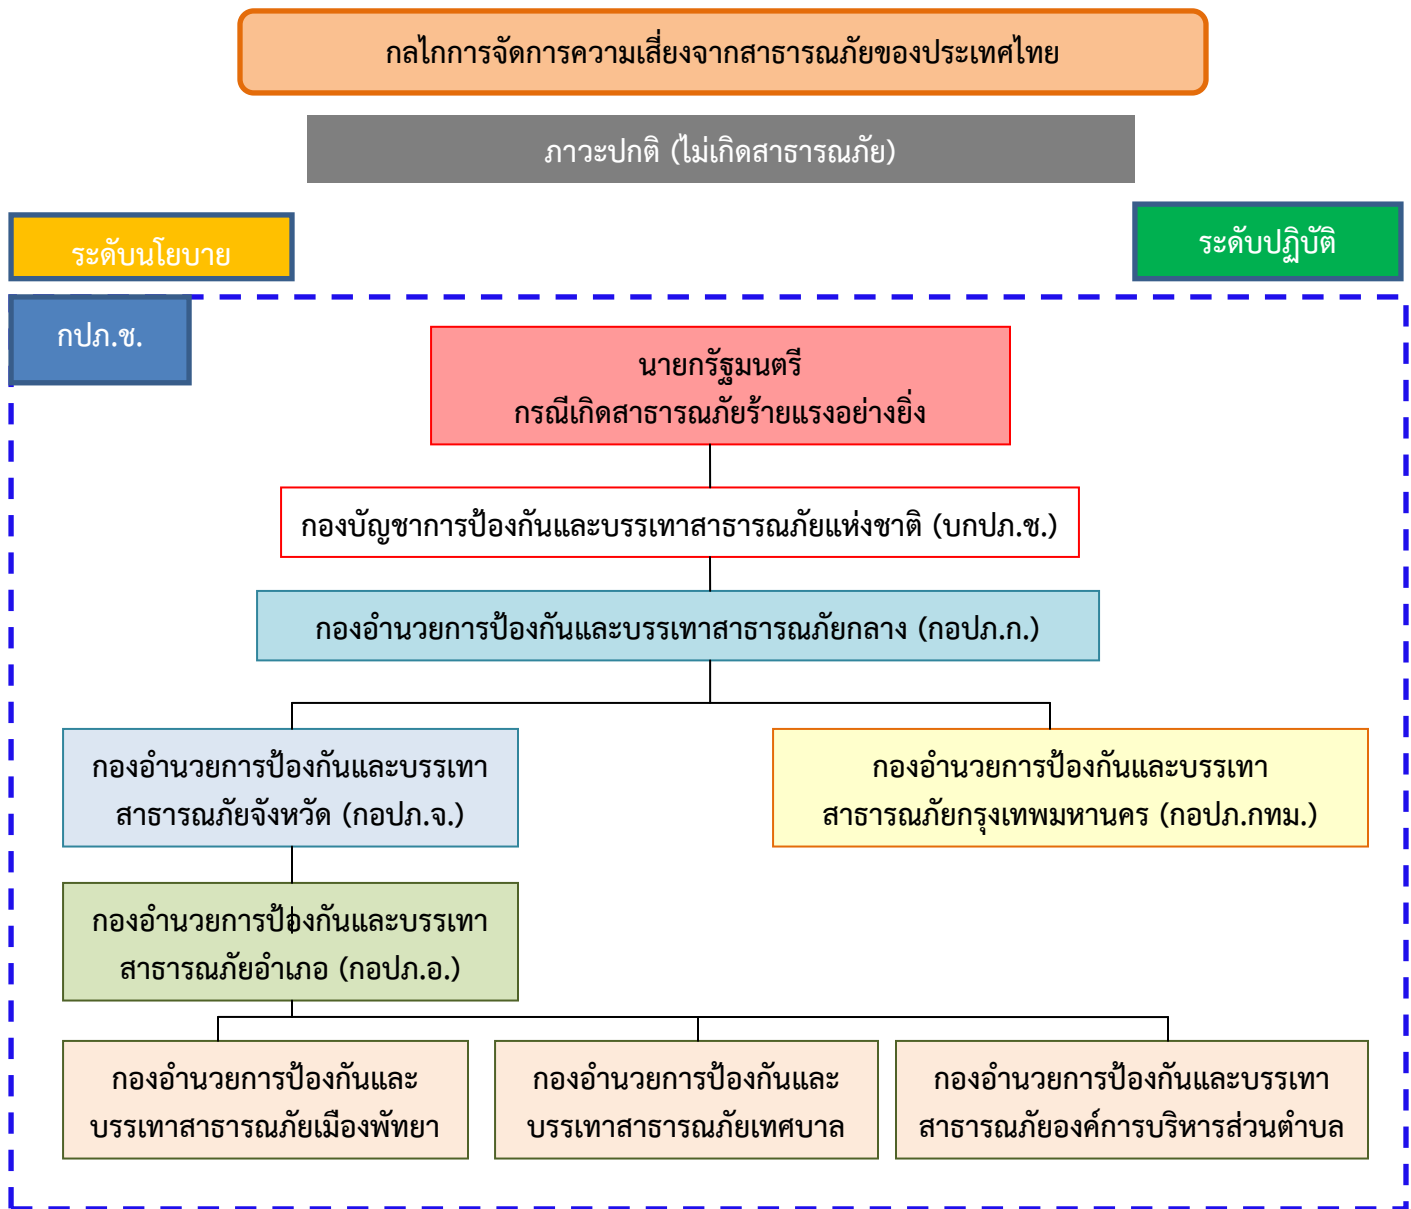 กลไกการจัดการความเสี่ยงจากสาธารณภัยของประเทศไทย
ภาวะปกติ (ไม่เกิดสาธารณภัย)
ระดับนโยบาย
ระดับปฏิบัติ
กปภ.ช.
นายกรัฐมนตรี
กรณีเกิดสาธารณภัยร้ายแรงอย่างยิ่ง
กองบัญชาการป้องกันและบรรเทาสาธารณภัยแห่งชาติ (บกปภ.ช.)
กองอำนวยการป้องกันและบรรเทาสาธารณภัยกลาง (กอปภ.ก.)
กองอำนวยการป้องกันและบรรเทา
สาธารณภัยจังหวัด (กอปภ.จ.)
กองอำนวยการป้องกันและบรรเทา
สาธารณภัยกรุงเทพมหานคร (กอปภ.กทม.)
กองอำนวยการป้องกันและบรรเทา
สาธารณภัยอำเภอ (กอปภ.อ.)
กองอำนวยการป้องกันและ
บรรเทาสาธารณภัยเมืองพัทยา
กองอำนวยการป้องกันและ
บรรเทาสาธารณภัยเทศบาล
กองอำนวยการป้องกันและบรรเทา
สาธารณภัยองค์การบริหารส่วนตำบล